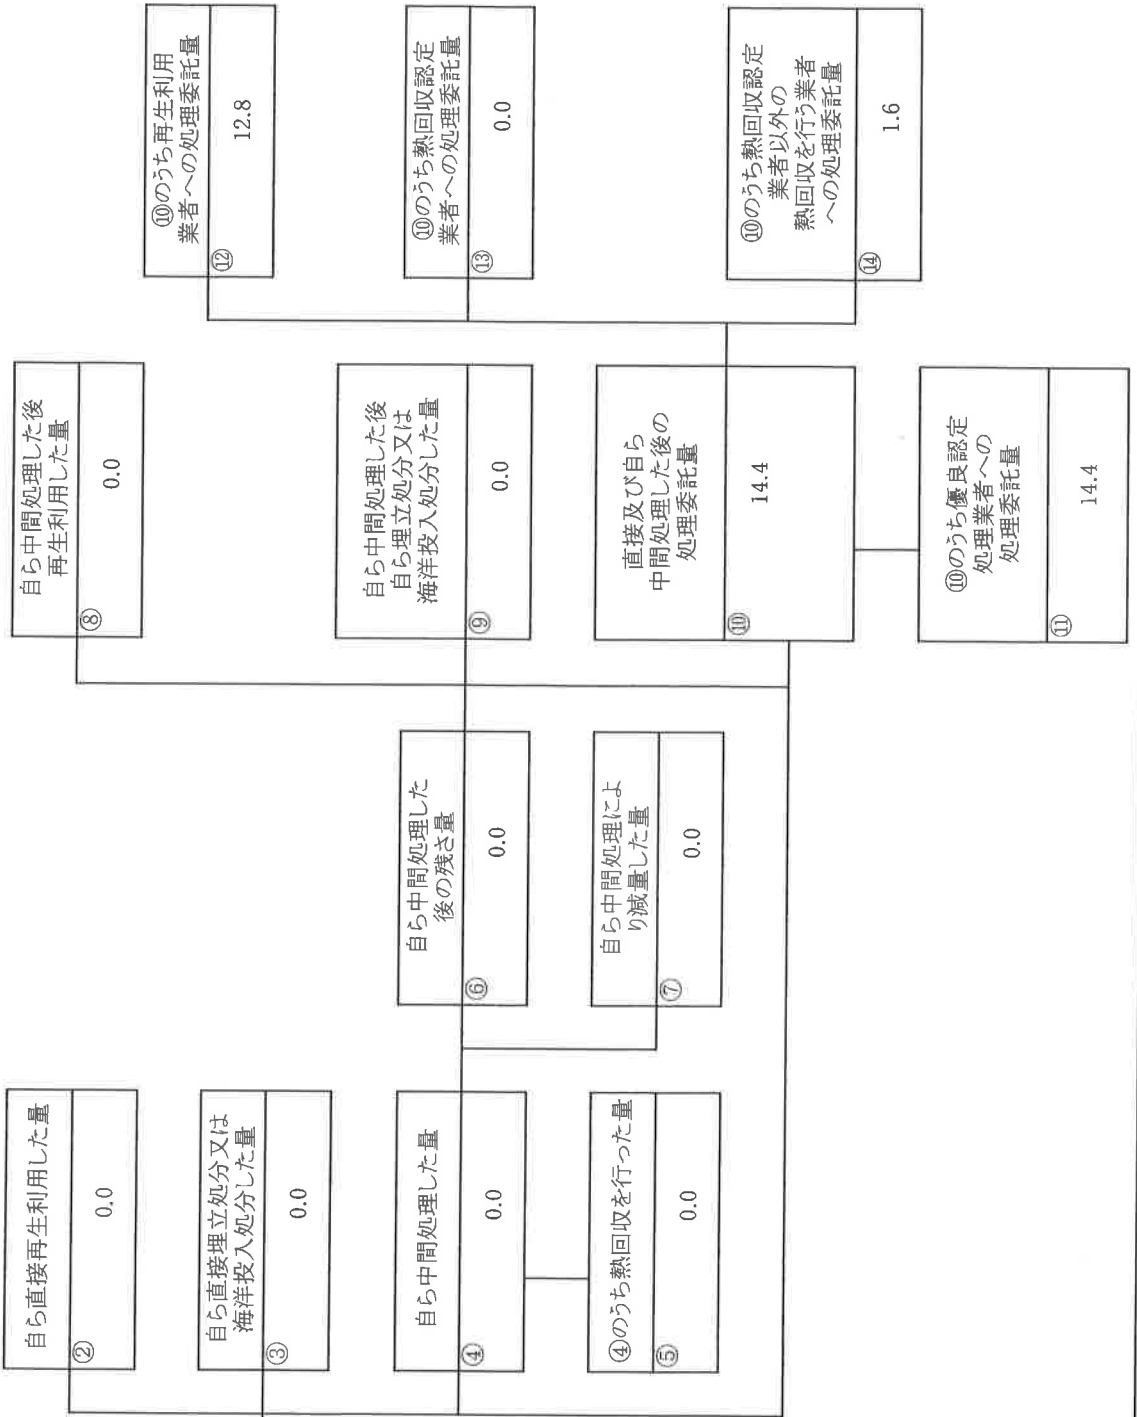 自ら直接再生利用した量
②
0.0
自ら直接埋立処分又は
海洋投入処分した量
③
0.0
自ら中間処理した量
④
0.0
④のうち熱回収を行った量
⑤
0.0
自ら中間処理した
後の残さ量
⑥
0.0
自ら中間処理によ
り減量した量
⑦
0.0
自ら中間処理した後
再生利用した量
⑧
0.0
自ら中間処理した後
自ら埋立処分又は
海洋投入処分した量
⑨
0.0
直接及び自ら
中間処理した後の
処理委託量
⑩
14.4
⑩のうち優良認定
処理業者への
処理委託量
⑪
14.4
⑩のうち再生利用
業者への処理委託量
⑫
12.8
⑩のうち熱回収認定
業者への処理委託量
⑬
0.0
⑩のうち熱回収認定
業者以外の
熱回収を行う業者
への処理委託量
⑭
1.6